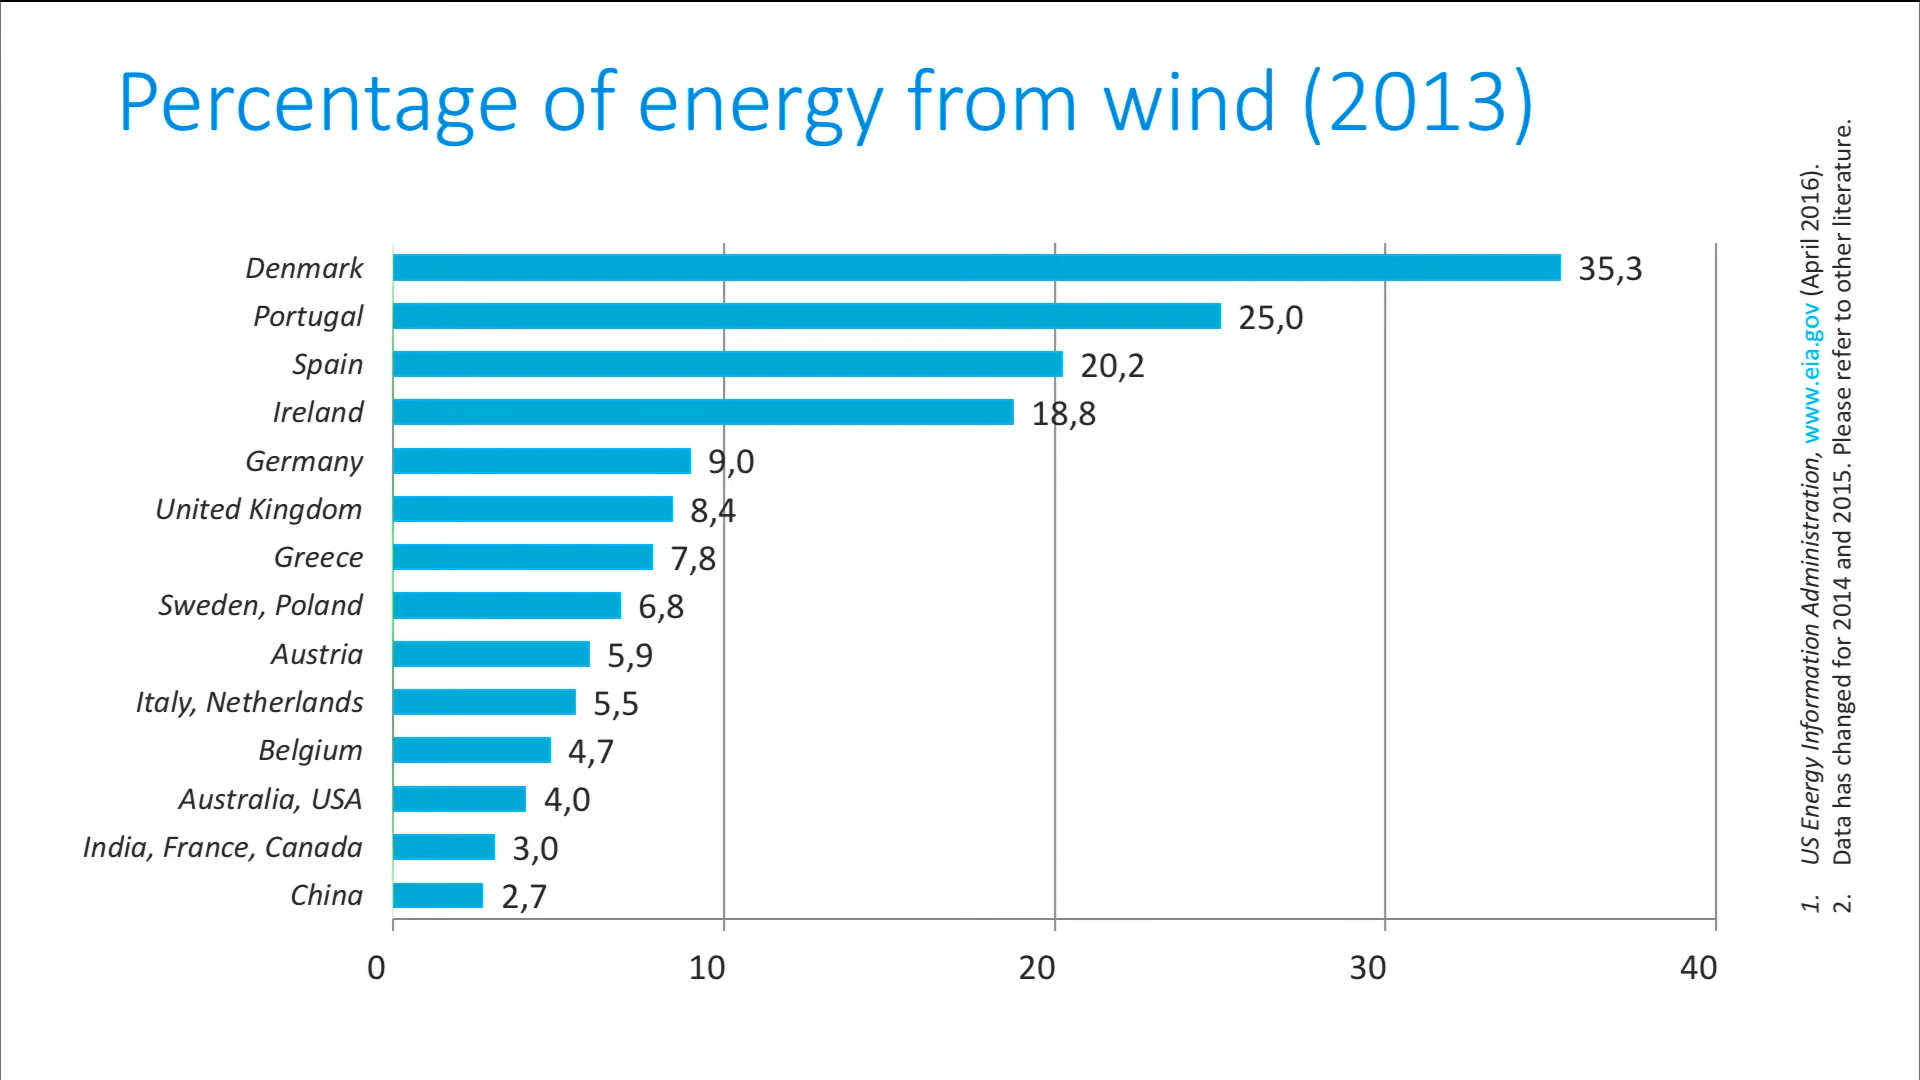 Percentage of energy from wind (2013)
Denmark 35,3
Portugal 25,0
Spain 20,2
Ireland 18,8
Germany 9,0
United Kingdom 8,4
Greece 7,8
Sweden, Poland 6,8
Austria 5,9
Italy, Netherlands 5,5
Belgium 4,7
Australia, USA 4,0
India, France, Canada 3,0
China 2,7
0 10 20 30 40
1. US Energy Information Administration, www.eia.gov (April 2016).
2. Data has changed for 2014 and 2015. Please refer to other literature.